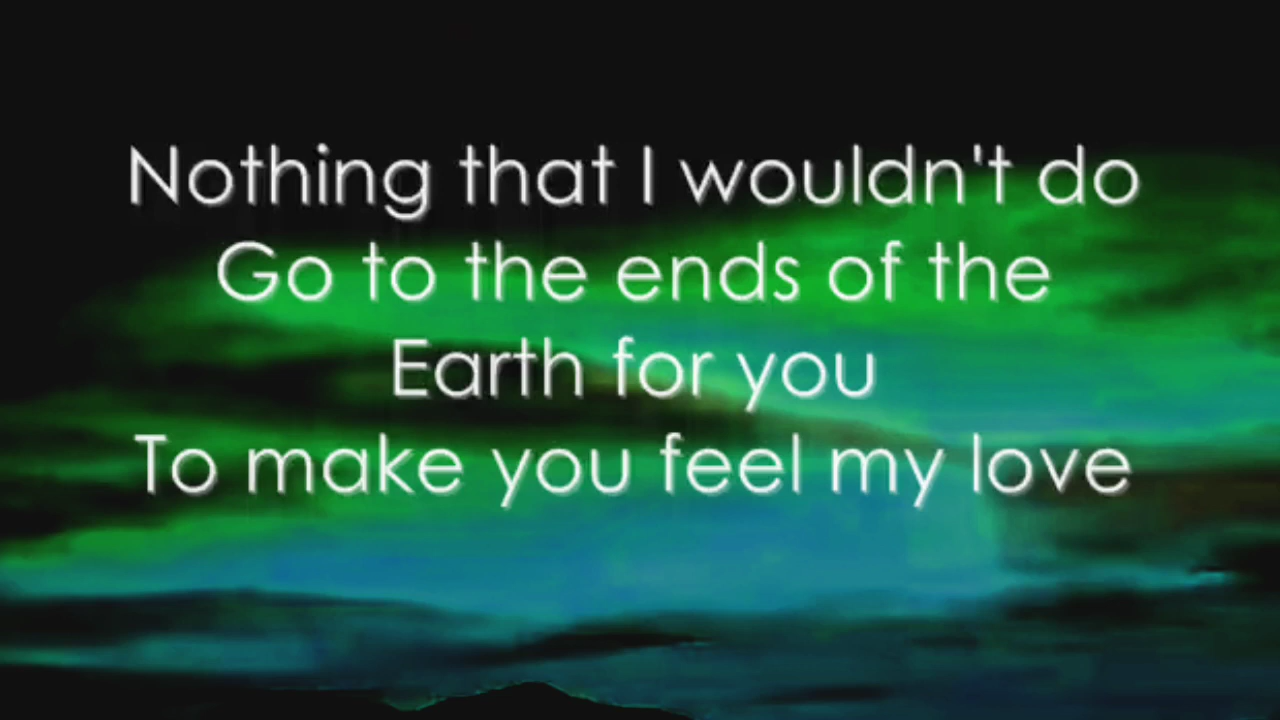 Nothing that I wouldn't do
Go to the ends of the
Earth for you
To make you feel my love